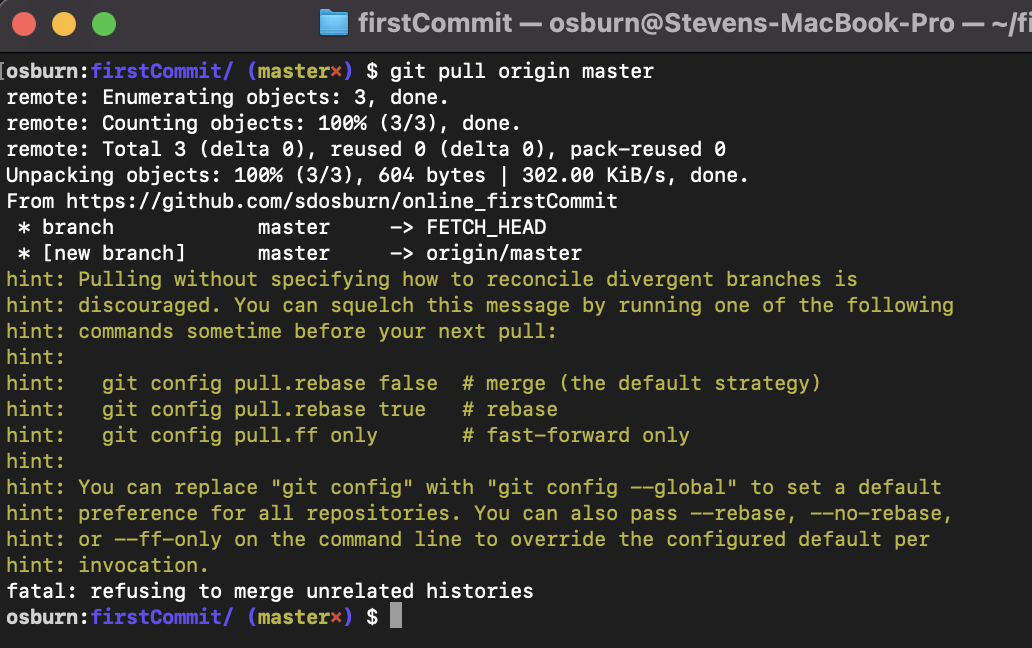 firstCommit — osburn@Stevens-MacBook-Pro — ~/fi
osburn:firstCommit/ (master×) $ git pull origin master
remote: Enumerating objects: 3, done.
remote: Counting objects: 100% (3/3), done.
remote: Total 3 (delta 0), reused 0 (delta 0), pack-reused 0
Unpacking objects: 100% (3/3), 604 bytes | 302.00 KiB/s, done.
From https://github.com/sdosburn/online_firstCommit
 * branch            master     -> FETCH_HEAD
 * [new branch]      master     -> origin/master
hint: Pulling without specifying how to reconcile divergent branches is
hint: discouraged. You can squelch this message by running one of the following
hint: commands sometime before your next pull:
hint:
hint:   git config pull.rebase false  # merge (the default strategy)
hint:   git config pull.rebase true   # rebase
hint:   git config pull.ff only       # fast-forward only
hint:
hint: You can replace "git config" with "git config --global" to set a default
hint: preference for all repositories. You can also pass --rebase, --no-rebase,
hint: or --ff-only on the command line to override the configured default per
hint: invocation.
fatal: refusing to merge unrelated histories
osburn:firstCommit/ (master×) $